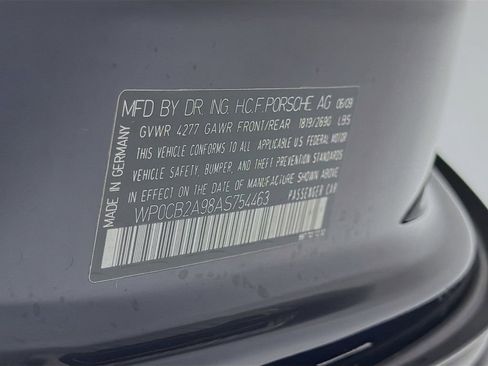 MFD BY DR. ING. H.C.F. PORSCHE AG 06/09
MADE IN GERMANY
GVWR 4277 GAWR FRONT/REAR 1819/2690 LBS
THIS VEHICLE CONFORMS TO ALL APPLICABLE US FEDERAL MOTOR
VEHICLE SAFETY, BUMPER, AND THEFT PREVENTION STANDARDS
IN EFFECT ON THE DATE OF MANUFACTURE SHOWN ABOVE.
WP0CB2A98AS754463 PASSENGER CAR